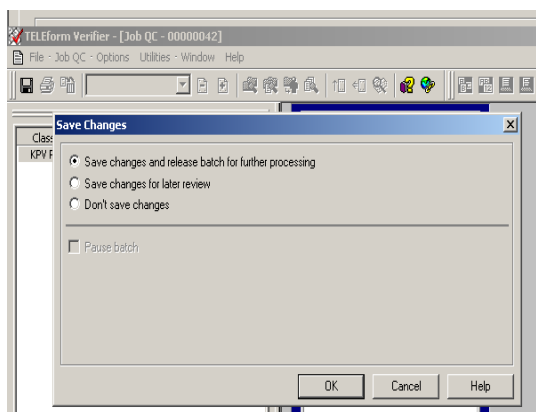 TELEform Verifier - [Job QC - 00000042]
File - Job QC - Options Utilities - Window Help
Save Changes
Clas
KPV F
Save changes and release batch for further processing
Save changes for later review
Don't save changes
Pause batch
OK Cancel Help